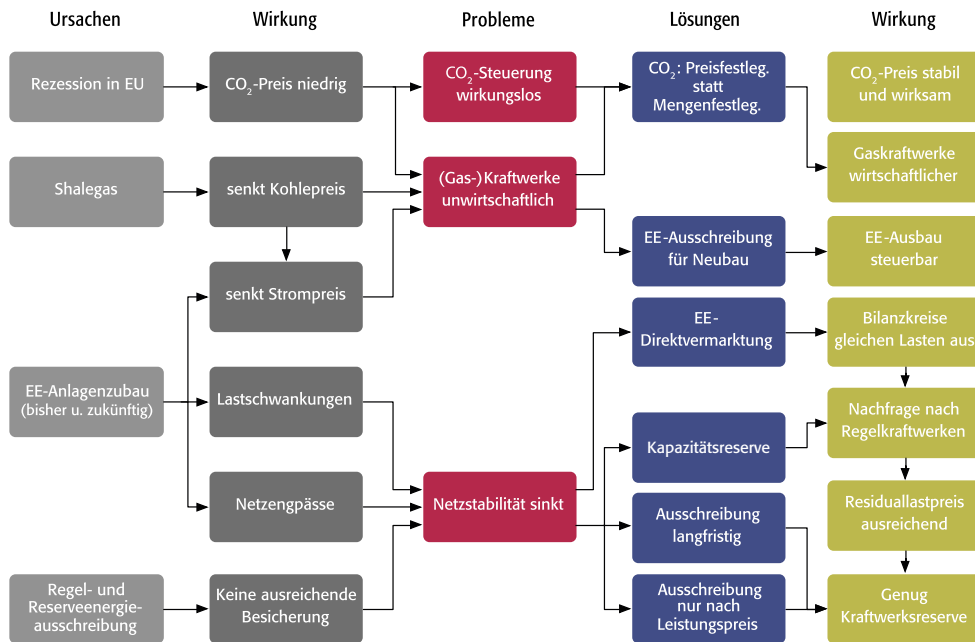 Ursachen
Wirkung
Probleme
Lösungen
Wirkung
Rezession in EU
CO₂-Preis niedrig
CO₂-Steuerung
wirkungslos
CO₂: Preisfestleg.
statt
Mengenfestleg.
CO₂-Preis stabil
und wirksam
Shalegas
senkt Kohlepreis
(Gas-)Kraftwerke
unwirtschaftlich
Gaskraftwerke
wirtschaftlicher
senkt Strompreis
EE-Ausschreibung
für Neubau
EE-Ausbau
steuerbar
EE-
Direktvermarktung
Bilanzkreise
gleichen Lasten aus
EE-Anlagenzubau
(bisher u. zukünftig)
Lastschwankungen
Kapazitätsreserve
Nachfrage nach
Regelkraftwerken
Netzengpässe
Netzstabilität sinkt
Ausschreibung
langfristig
Residuallastpreis
ausreichend
Regel- und
Reserveenergie-
ausschreibung
Keine ausreichende
Besicherung
Ausschreibung
nur nach
Leistungspreis
Genug
Kraftwerksreserve